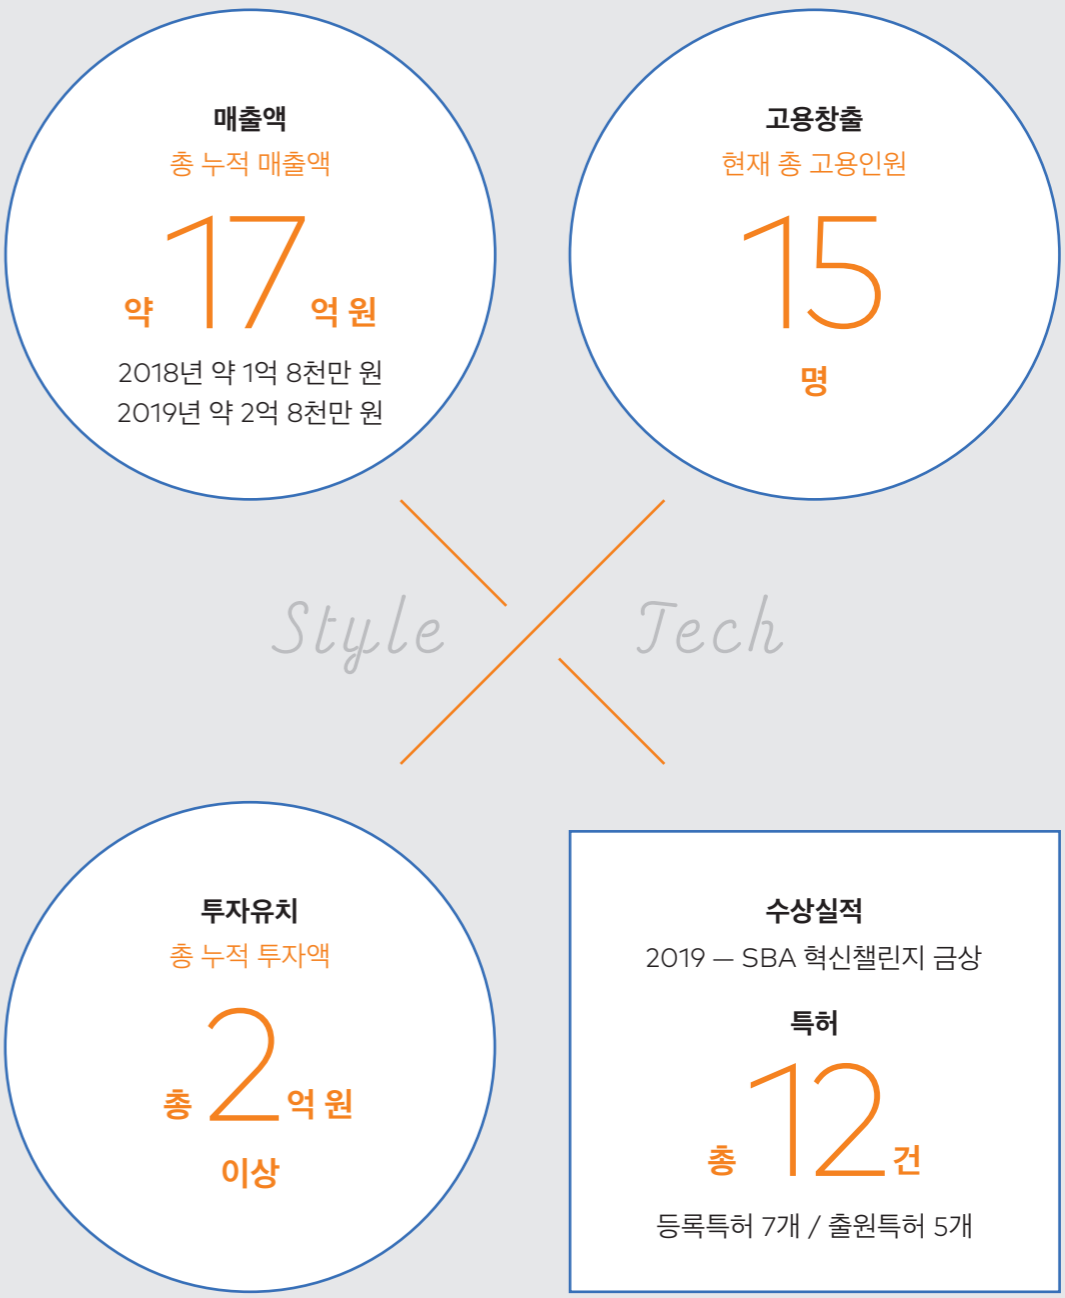 매출액
총 누적 매출액
약 17 억 원
2018년 약 1억 8천만 원
2019년 약 2억 8천만 원
고용창출
현재 총 고용인원
15
명
Style Tech
투자유치
총 누적 투자액
총 2 억 원
이상
수상실적
2019 — SBA 혁신챌린지 금상
특허
총 12 건
등록특허 7개 / 출원특허 5개